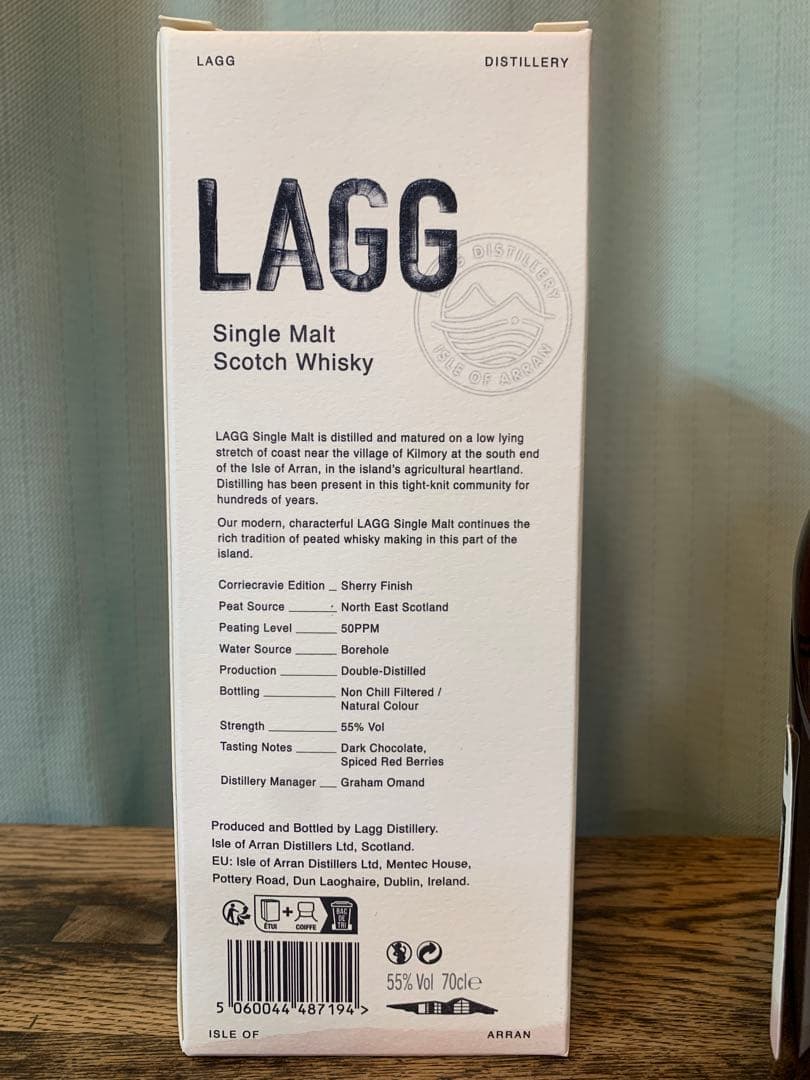 LAGG DISTILLERY
LAGG
LAGG DISTILLERY
ISLE OF ARRAN
Single Malt
Scotch Whisky
LAGG Single Malt is distilled and matured on a low lying
stretch of coast near the village of Kilmory at the south end
of the Isle of Arran, in the island's agricultural heartland.
Distilling has been present in this tight-knit community for
hundreds of years.
Our modern, characterful LAGG Single Malt continues the
rich tradition of peated whisky making in this part of the
island.
Corriecravie Edition _ Sherry Finish
Peat Source ______ North East Scotland
Peating Level _____ 50PPM
Water Source _____ Borehole
Production _______ Double-Distilled
Bottling _________ Non Chill Filtered /
Natural Colour
Strength ________ 55% Vol
Tasting Notes _____ Dark Chocolate,
Spiced Red Berries
Distillery Manager __ Graham Omand
Produced and Bottled by Lagg Distillery.
Isle of Arran Distillers Ltd, Scotland.
EU: Isle of Arran Distillers Ltd, Mentec House,
Pottery Road, Dun Laoghaire, Dublin, Ireland.
ÉTUI + COIFFE BAC DE TRI
55% Vol 70cl℮
5 060044 487194 >
ISLE OF ARRAN